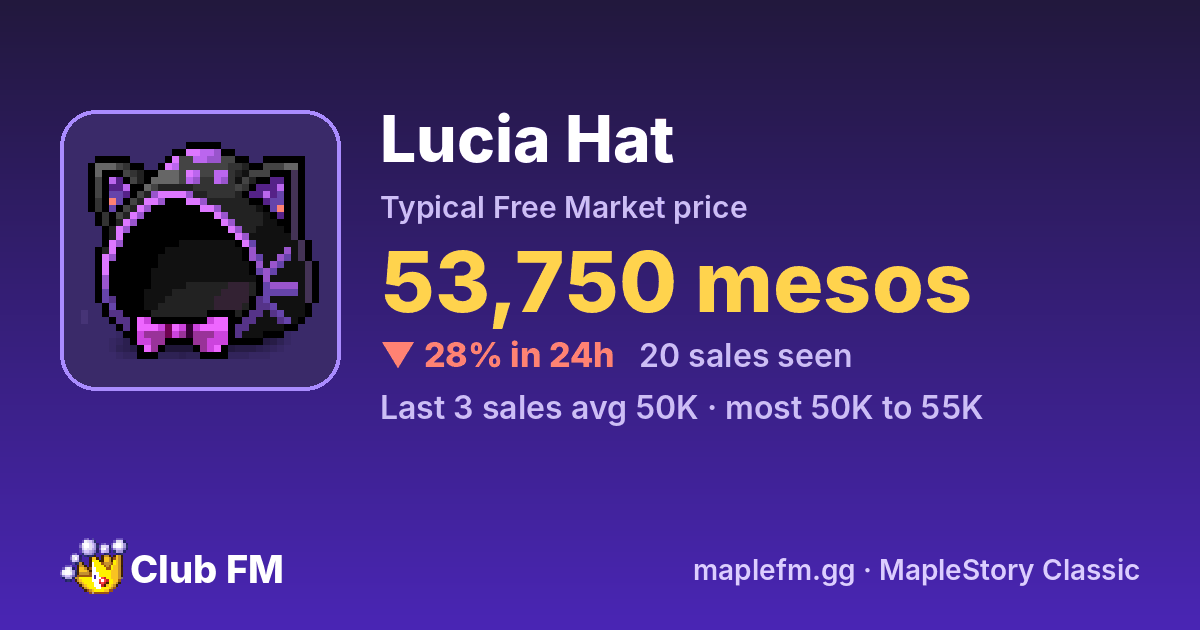 Lucia Hat
Typical Free Market price
53,750 mesos
▼ 28% in 24h 20 sales seen
Last 3 sales avg 50K · most 50K to 55K
Club FM
maplefm.gg · MapleStory Classic